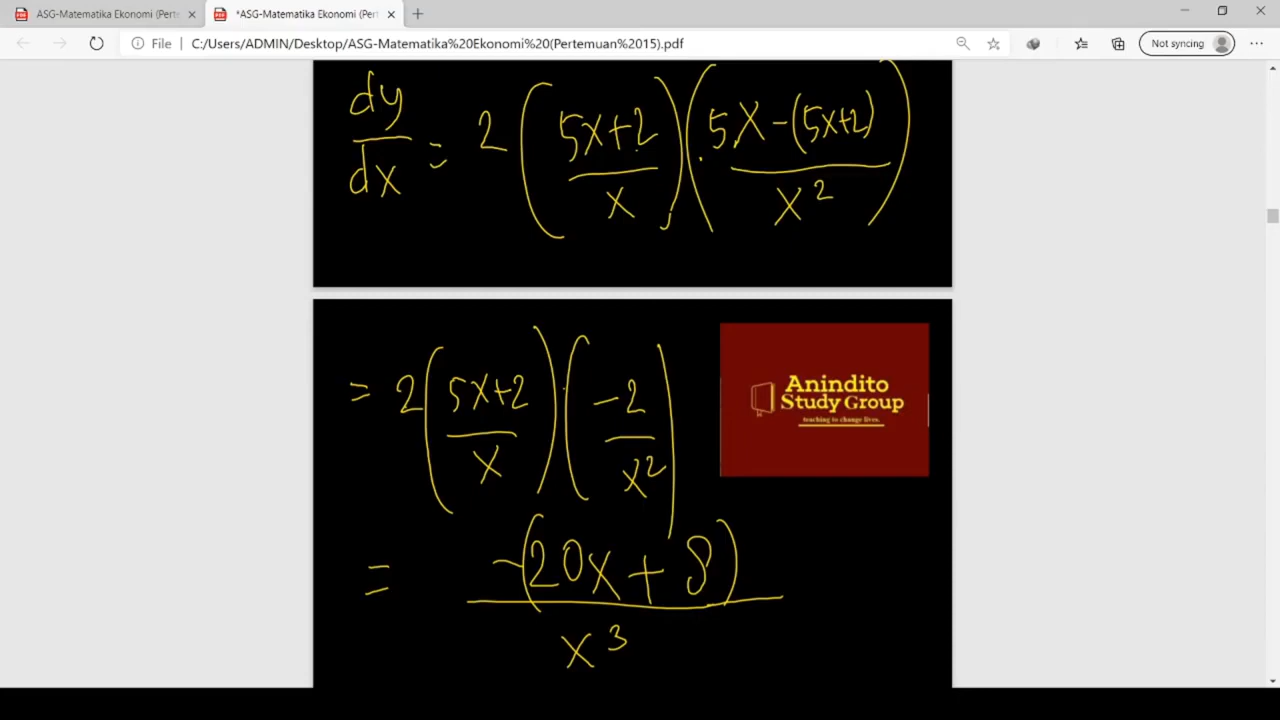 ASG-Matematika Ekonomi (Perte
*ASG-Matematika Ekonomi (Pert
File
C:/Users/ADMIN/Desktop/ASG-Matematika%20Ekonomi%20(Pertemuan%2015).pdf
Not syncing
dy/dx = 2 ((5x+2)/x) ((5x-(5x+2))/x²)
= 2 ((5x+2)/x) (-2/x²)
Anindito
Study Group
teaching to change lives.
= -(20x + 8)/x³